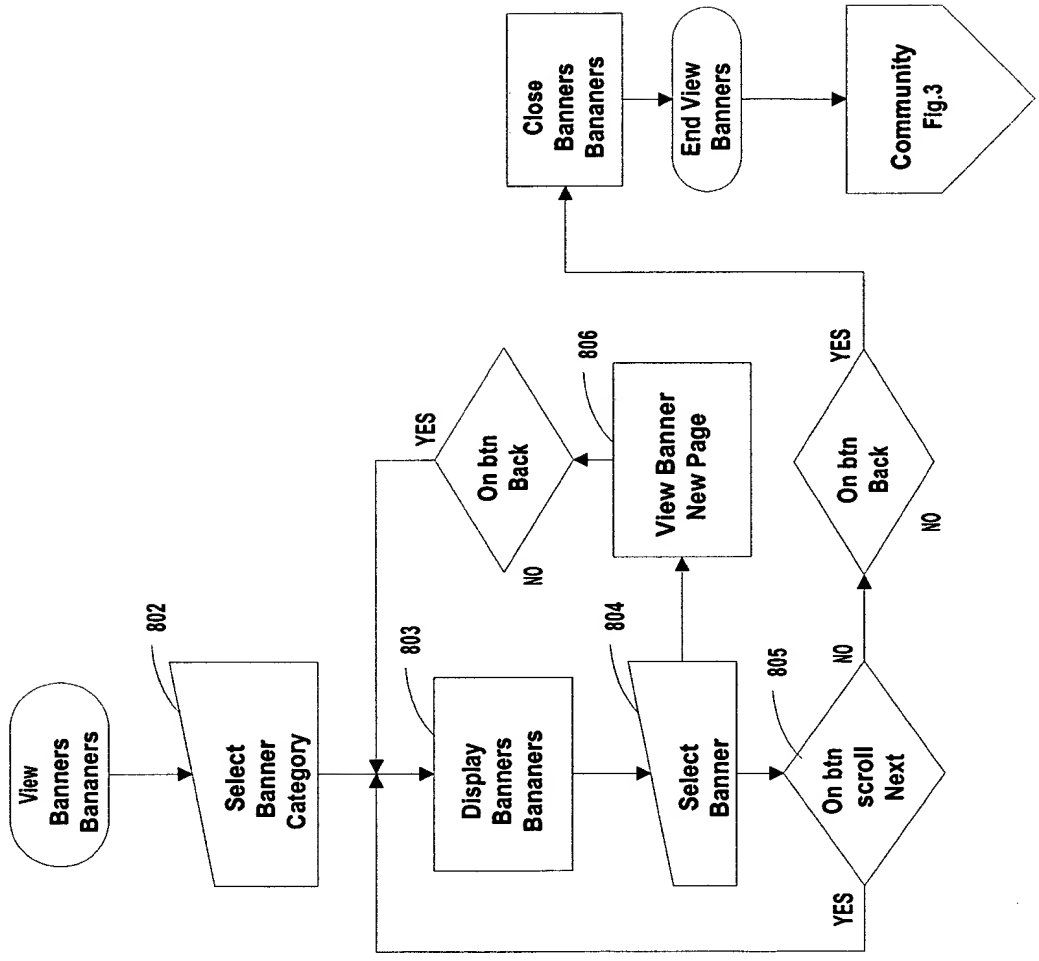 View
Banners
Bananers
802
Select
Banner
Category
803
Display
Banners
Bananers
804
Select
Banner
805
On btn
scroll
Next
YES
NO
806
View Banner
New Page
On btn
Back
YES
NO
On btn
Back
YES
NO
Close
Banners
Bananers
End View
Banners
Community
Fig.3